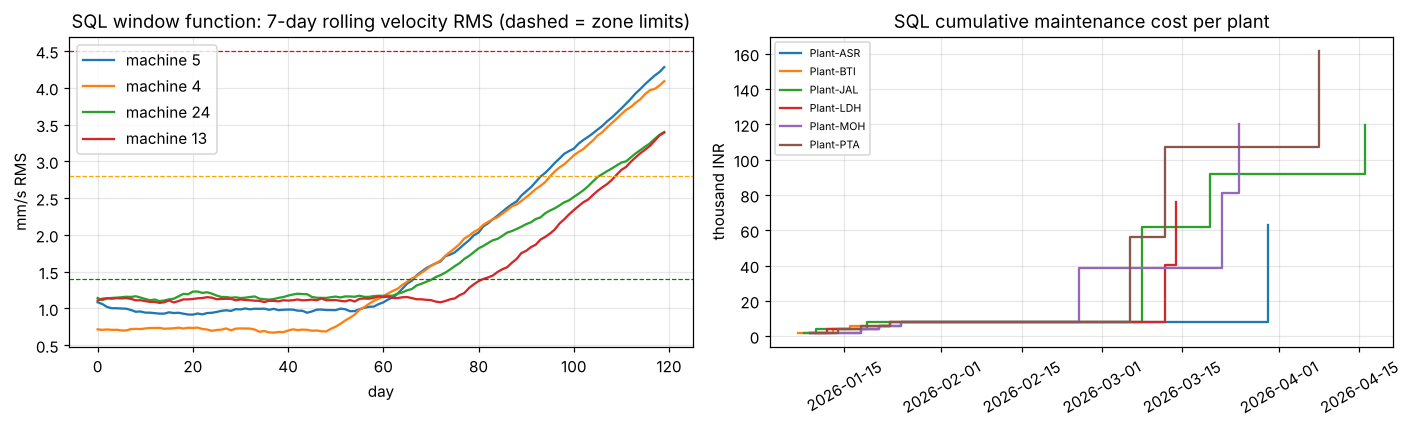 SQL window function: 7-day rolling velocity RMS (dashed = zone limits)
mm/s RMS
4.5
4.0
3.5
3.0
2.5
2.0
1.5
1.0
0.5
machine 5
machine 4
machine 24
machine 13
0
20
40
60
80
100
120
day
SQL cumulative maintenance cost per plant
thousand INR
160
140
120
100
80
60
40
20
0
Plant-ASR
Plant-BTI
Plant-JAL
Plant-LDH
Plant-MOH
Plant-PTA
2026-01-15
2026-02-01
2026-02-15
2026-03-01
2026-03-15
2026-04-01
2026-04-15